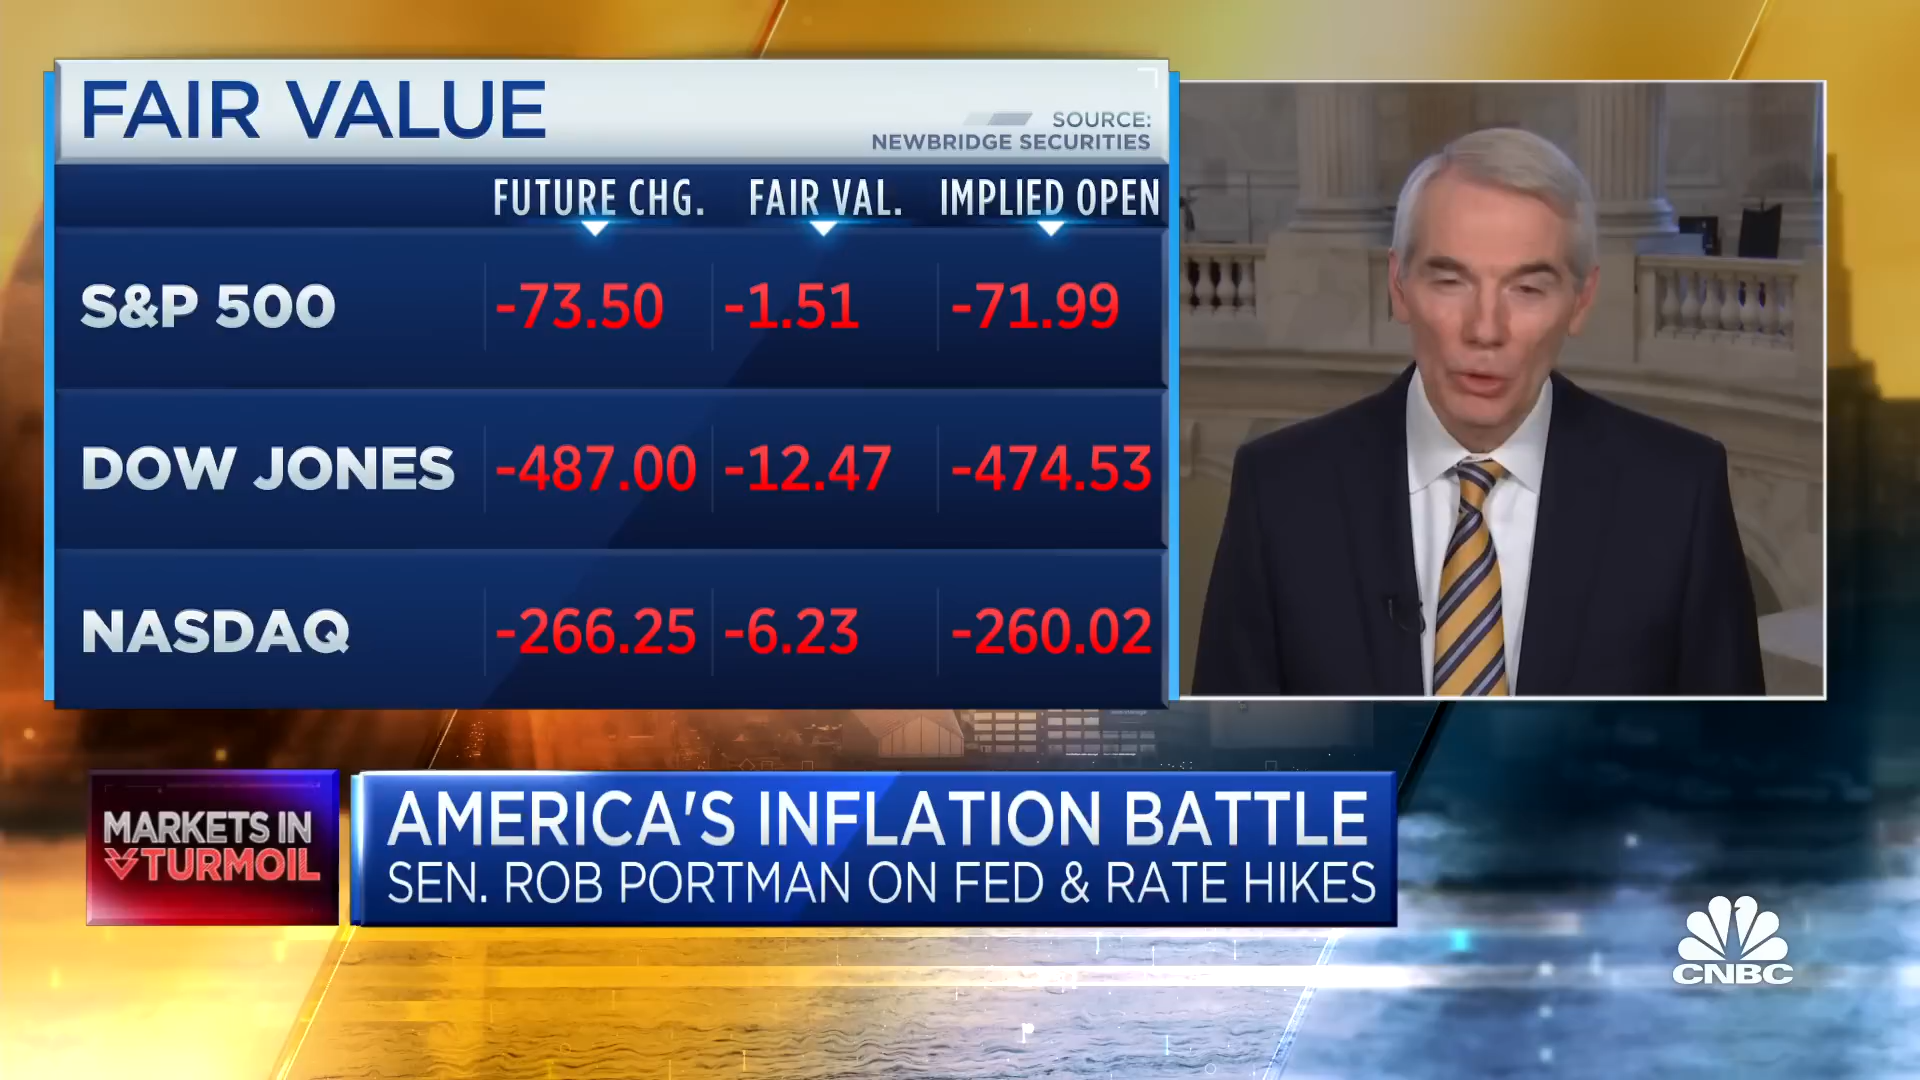 FAIR VALUE
SOURCE:
NEWBRIDGE SECURITIES
FUTURE CHG. FAIR VAL. IMPLIED OPEN
S&P 500 -73.50 -1.51 -71.99
DOW JONES -487.00 -12.47 -474.53
NASDAQ -266.25 -6.23 -260.02
MARKETS IN
TURMOIL
AMERICA'S INFLATION BATTLE
SEN. ROB PORTMAN ON FED & RATE HIKES
CNBC